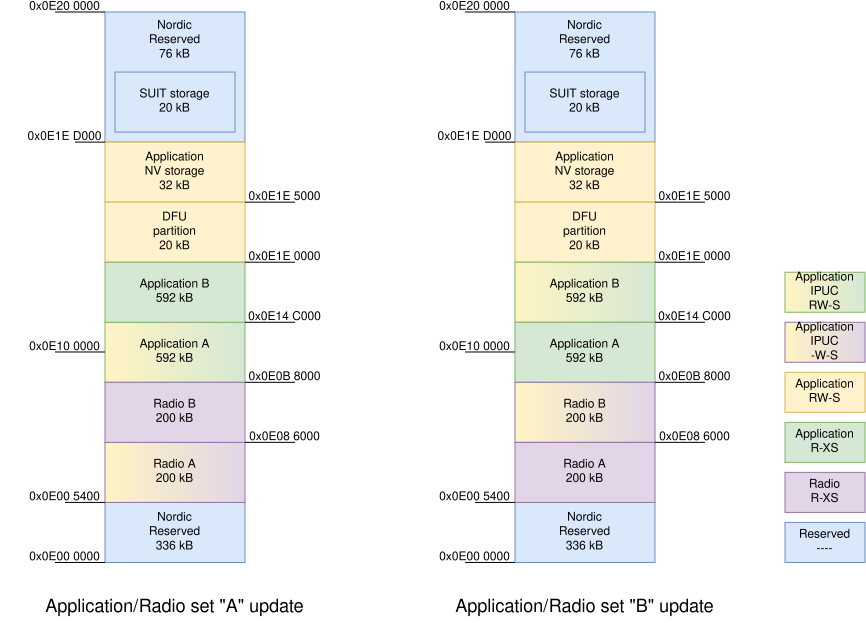 0x0E20 0000
Nordic
Reserved
76 kB
SUIT storage
20 kB
0x0E1E D000
Application
NV storage
32 kB
0x0E1E 5000
DFU
partition
20 kB
0x0E1E 0000
Application B
592 kB
0x0E14 C000
0x0E10 0000
Application A
592 kB
0x0E0B 8000
Radio B
200 kB
0x0E08 6000
Radio A
200 kB
0x0E00 5400
Nordic
Reserved
336 kB
0x0E00 0000
Application/Radio set "A" update
0x0E20 0000
Nordic
Reserved
76 kB
SUIT storage
20 kB
0x0E1E D000
Application
NV storage
32 kB
0x0E1E 5000
DFU
partition
20 kB
0x0E1E 0000
Application B
592 kB
0x0E14 C000
0x0E10 0000
Application A
592 kB
0x0E0B 8000
Radio B
200 kB
0x0E08 6000
Radio A
200 kB
0x0E00 5400
Nordic
Reserved
336 kB
0x0E00 0000
Application/Radio set "B" update
Application
IPUC
RW-S
Application
IPUC
-W-S
Application
RW-S
Application
R-XS
Radio
R-XS
Reserved
----